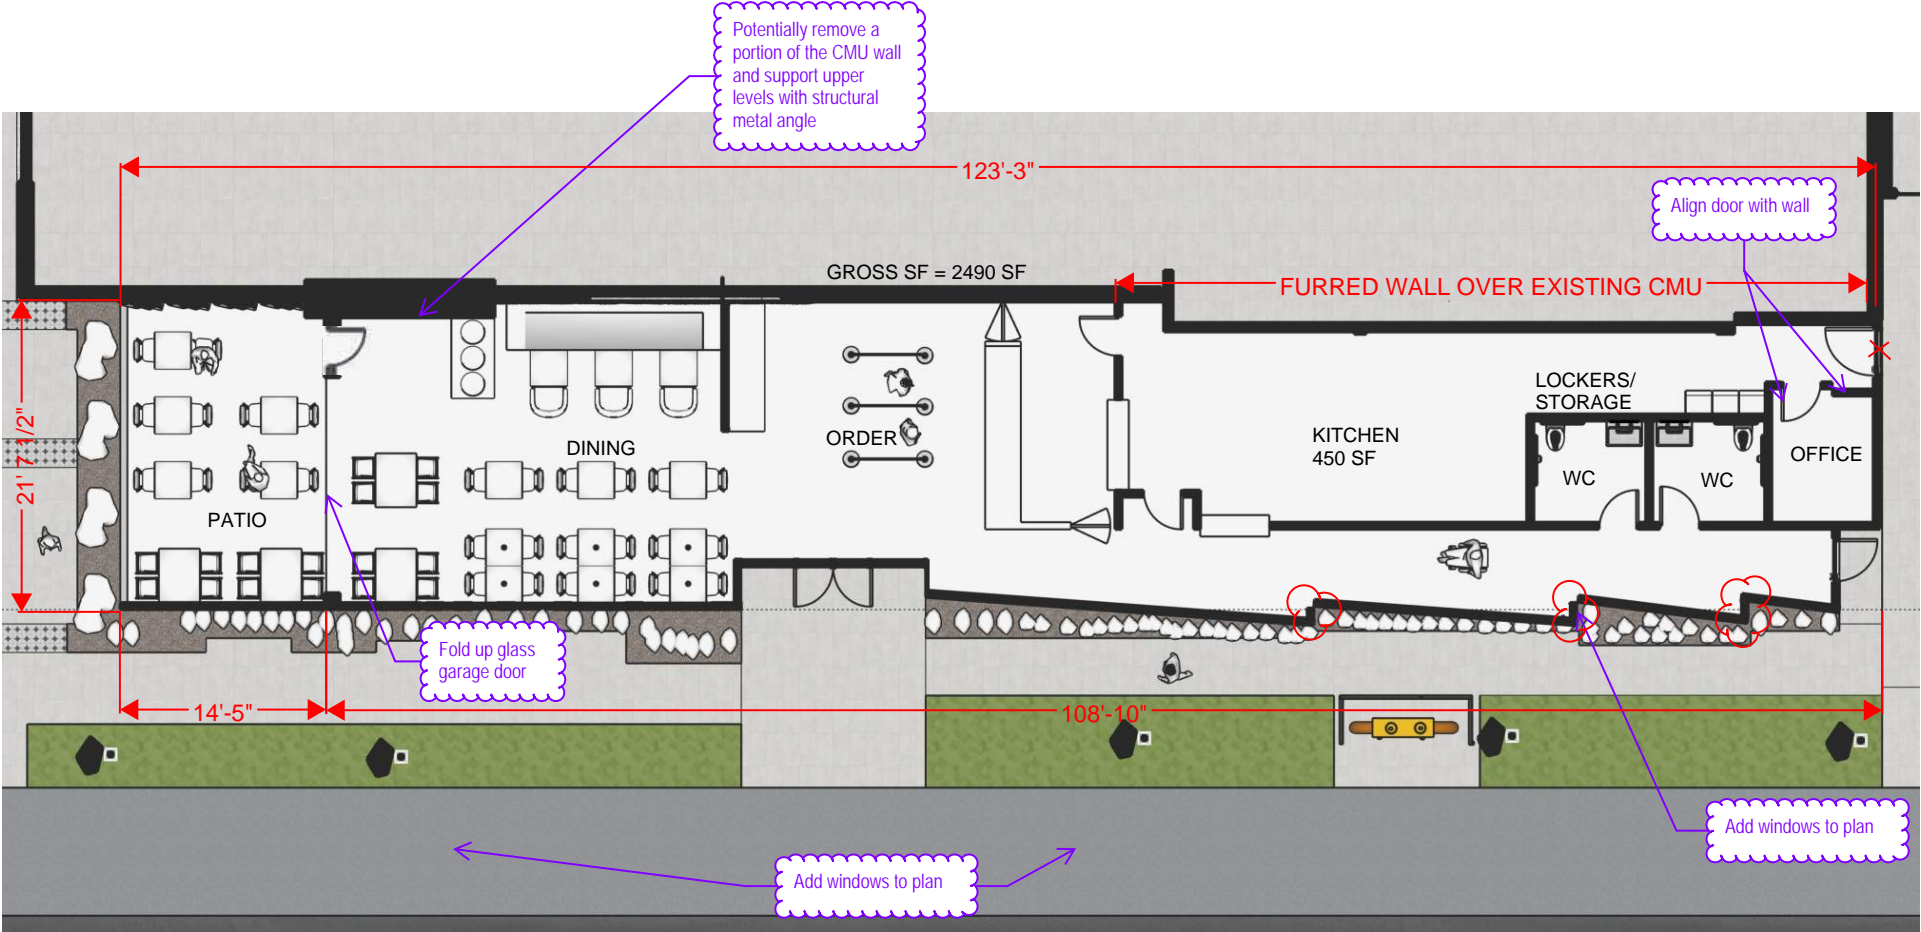 Potentially remove a
portion of the CMU wall
and support upper
levels with structural
metal angle
123'-3"
Align door with wall
GROSS SF = 2490 SF
FURRED WALL OVER EXISTING CMU
21' 7 1/2"
LOCKERS/
STORAGE
DINING
ORDER
KITCHEN
450 SF
WC
WC
OFFICE
PATIO
Fold up glass
garage door
14'-5"
108'-10"
Add windows to plan
Add windows to plan